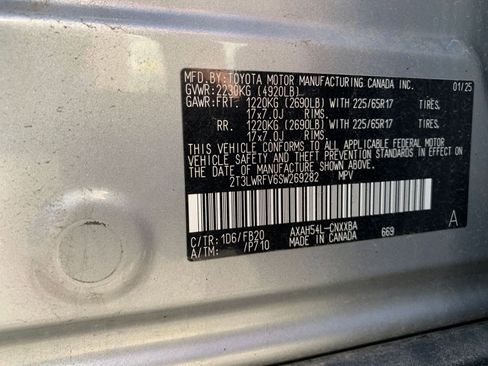 MFD.BY:TOYOTA MOTOR MANUFACTURING CANADA INC. 01/25
GVWR:2230KG (4920LB)
GAWR:FRT. 1220KG (2690LB) WITH 225/65R17 TIRES,
17x7.0J RIMS,
RR. 1220KG (2690LB) WITH 225/65R17 TIRES,
17x7.0J RIMS,
THIS VEHICLE CONFORMS TO ALL APPLICABLE FEDERAL MOTOR
VEHICLE SAFETY AND THEFT PREVENTION STANDARDS IN EFFECT ON
THE DATE OF MANUFACTURE SHOWN ABOVE.
2T3LWRFV6SW269282 MPV
C/TR: 1D6/FB20 AXAH54L-CNXXBA 669 A
A/TM: /P710 MADE IN CANADA